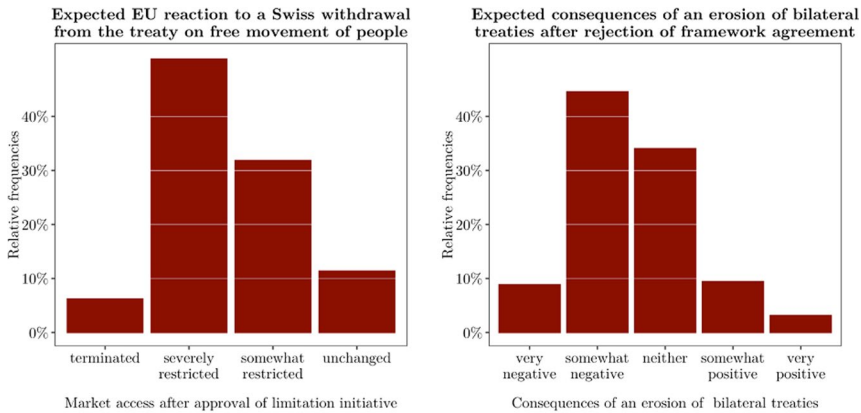 Expected EU reaction to a Swiss withdrawal
from the treaty on free movement of people
Relative frequencies
40%
30%
20%
10%
0%
terminated
severely
restricted
somewhat
restricted
unchanged
Market access after approval of limitation initiative
Expected consequences of an erosion of bilateral
treaties after rejection of framework agreement
Relative frequencies
40%
30%
20%
10%
0%
very
negative
somewhat
negative
neither
somewhat
positive
very
positive
Consequences of an erosion of bilateral treaties